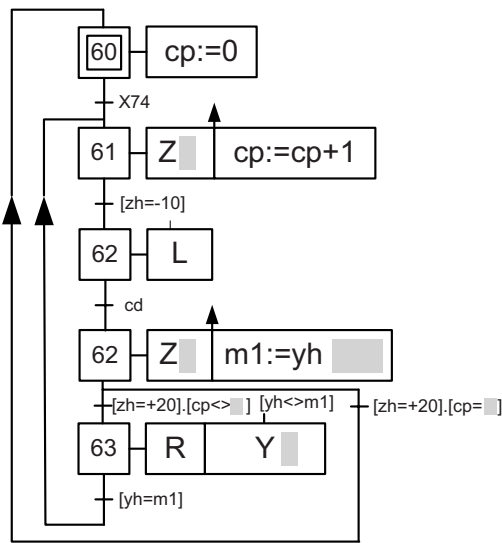 60 cp:=0
X74
61 Z cp:=cp+1
[zh=-10]
62 L
cd
62 Z m1:=yh
[zh=+20].[cp<> ] [yh<>m1] [zh=+20].[cp= ]
63 R Y
[yh=m1]